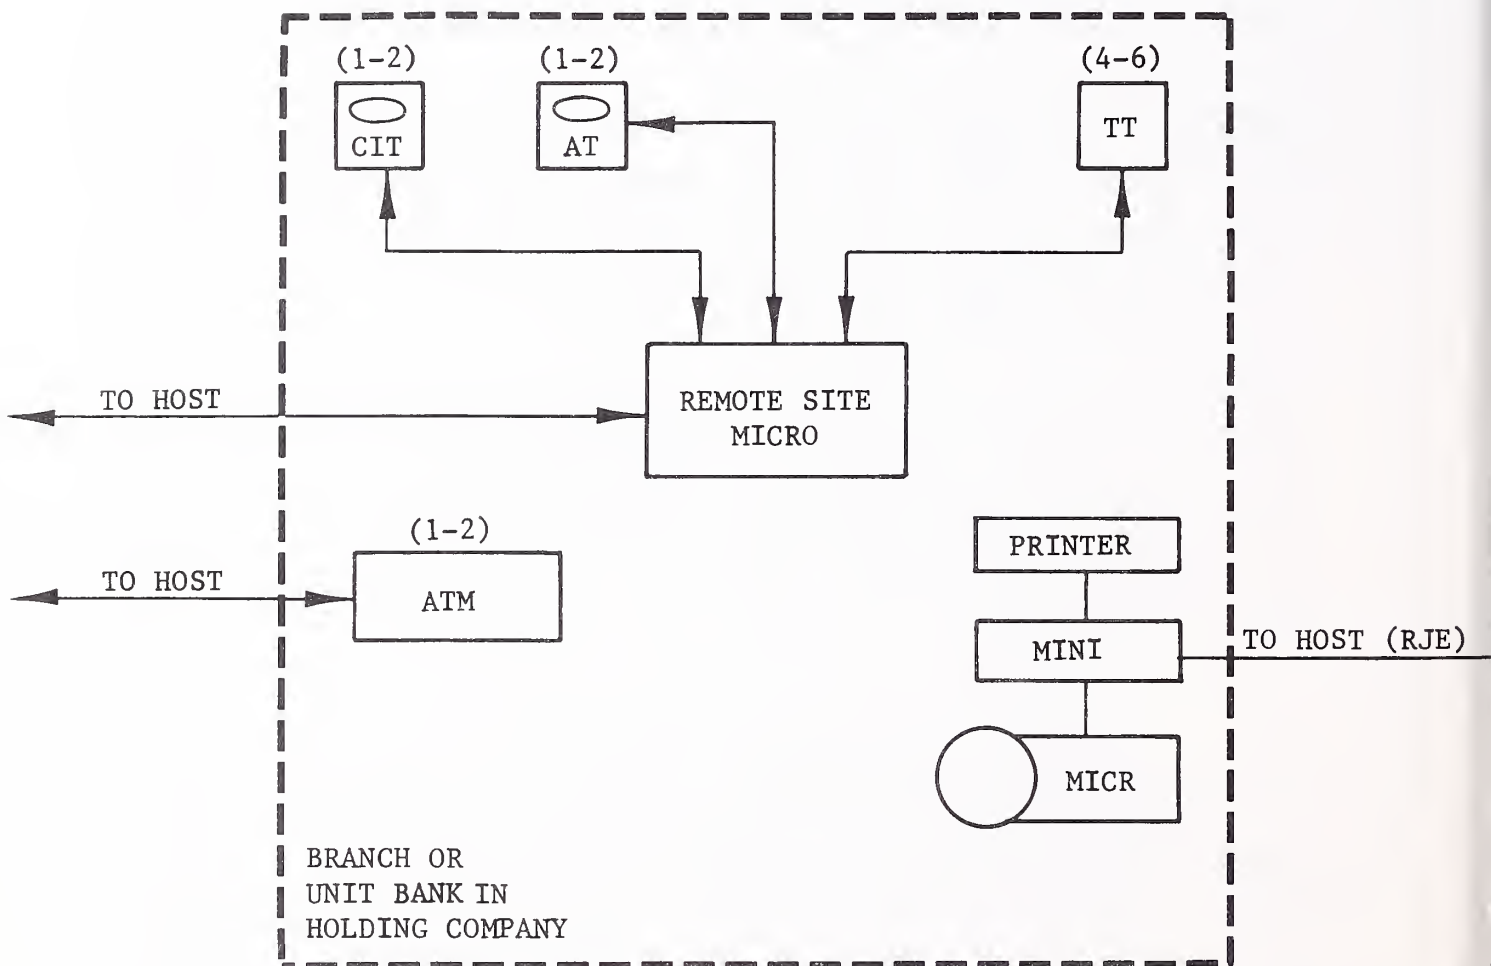 (1-2)
(1-2)
(4-6)
CIT
AT
TT
TO HOST
REMOTE SITE
MICRO
(1-2)
TO HOST
ATM
PRINTER
MINI
TO HOST (RJE)
MICR
BRANCH OR
UNIT BANK IN
HOLDING COMPANY